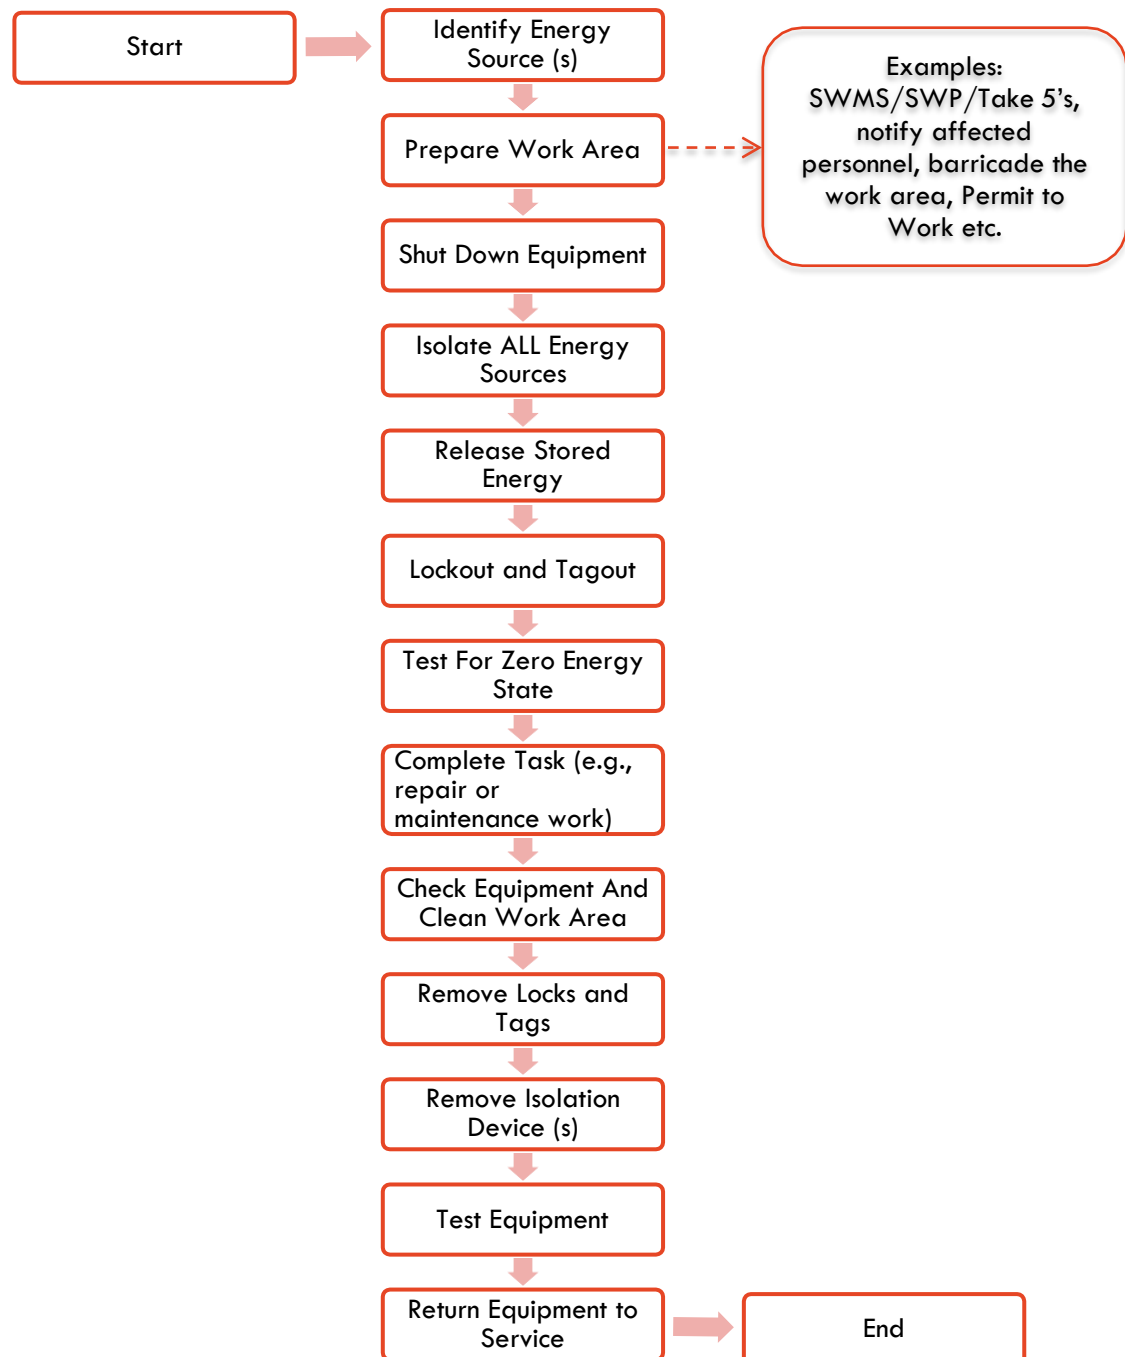 Start
Identify Energy
Source (s)
Prepare Work Area
Examples:
SWMS/SWP/Take 5's,
notify affected
personnel, barricade the
work area, Permit to
Work etc.
Shut Down Equipment
Isolate ALL Energy
Sources
Release Stored
Energy
Lockout and Tagout
Test For Zero Energy
State
Complete Task (e.g.,
repair or
maintenance work)
Check Equipment And
Clean Work Area
Remove Locks and
Tags
Remove Isolation
Device (s)
Test Equipment
Return Equipment to
Service
End